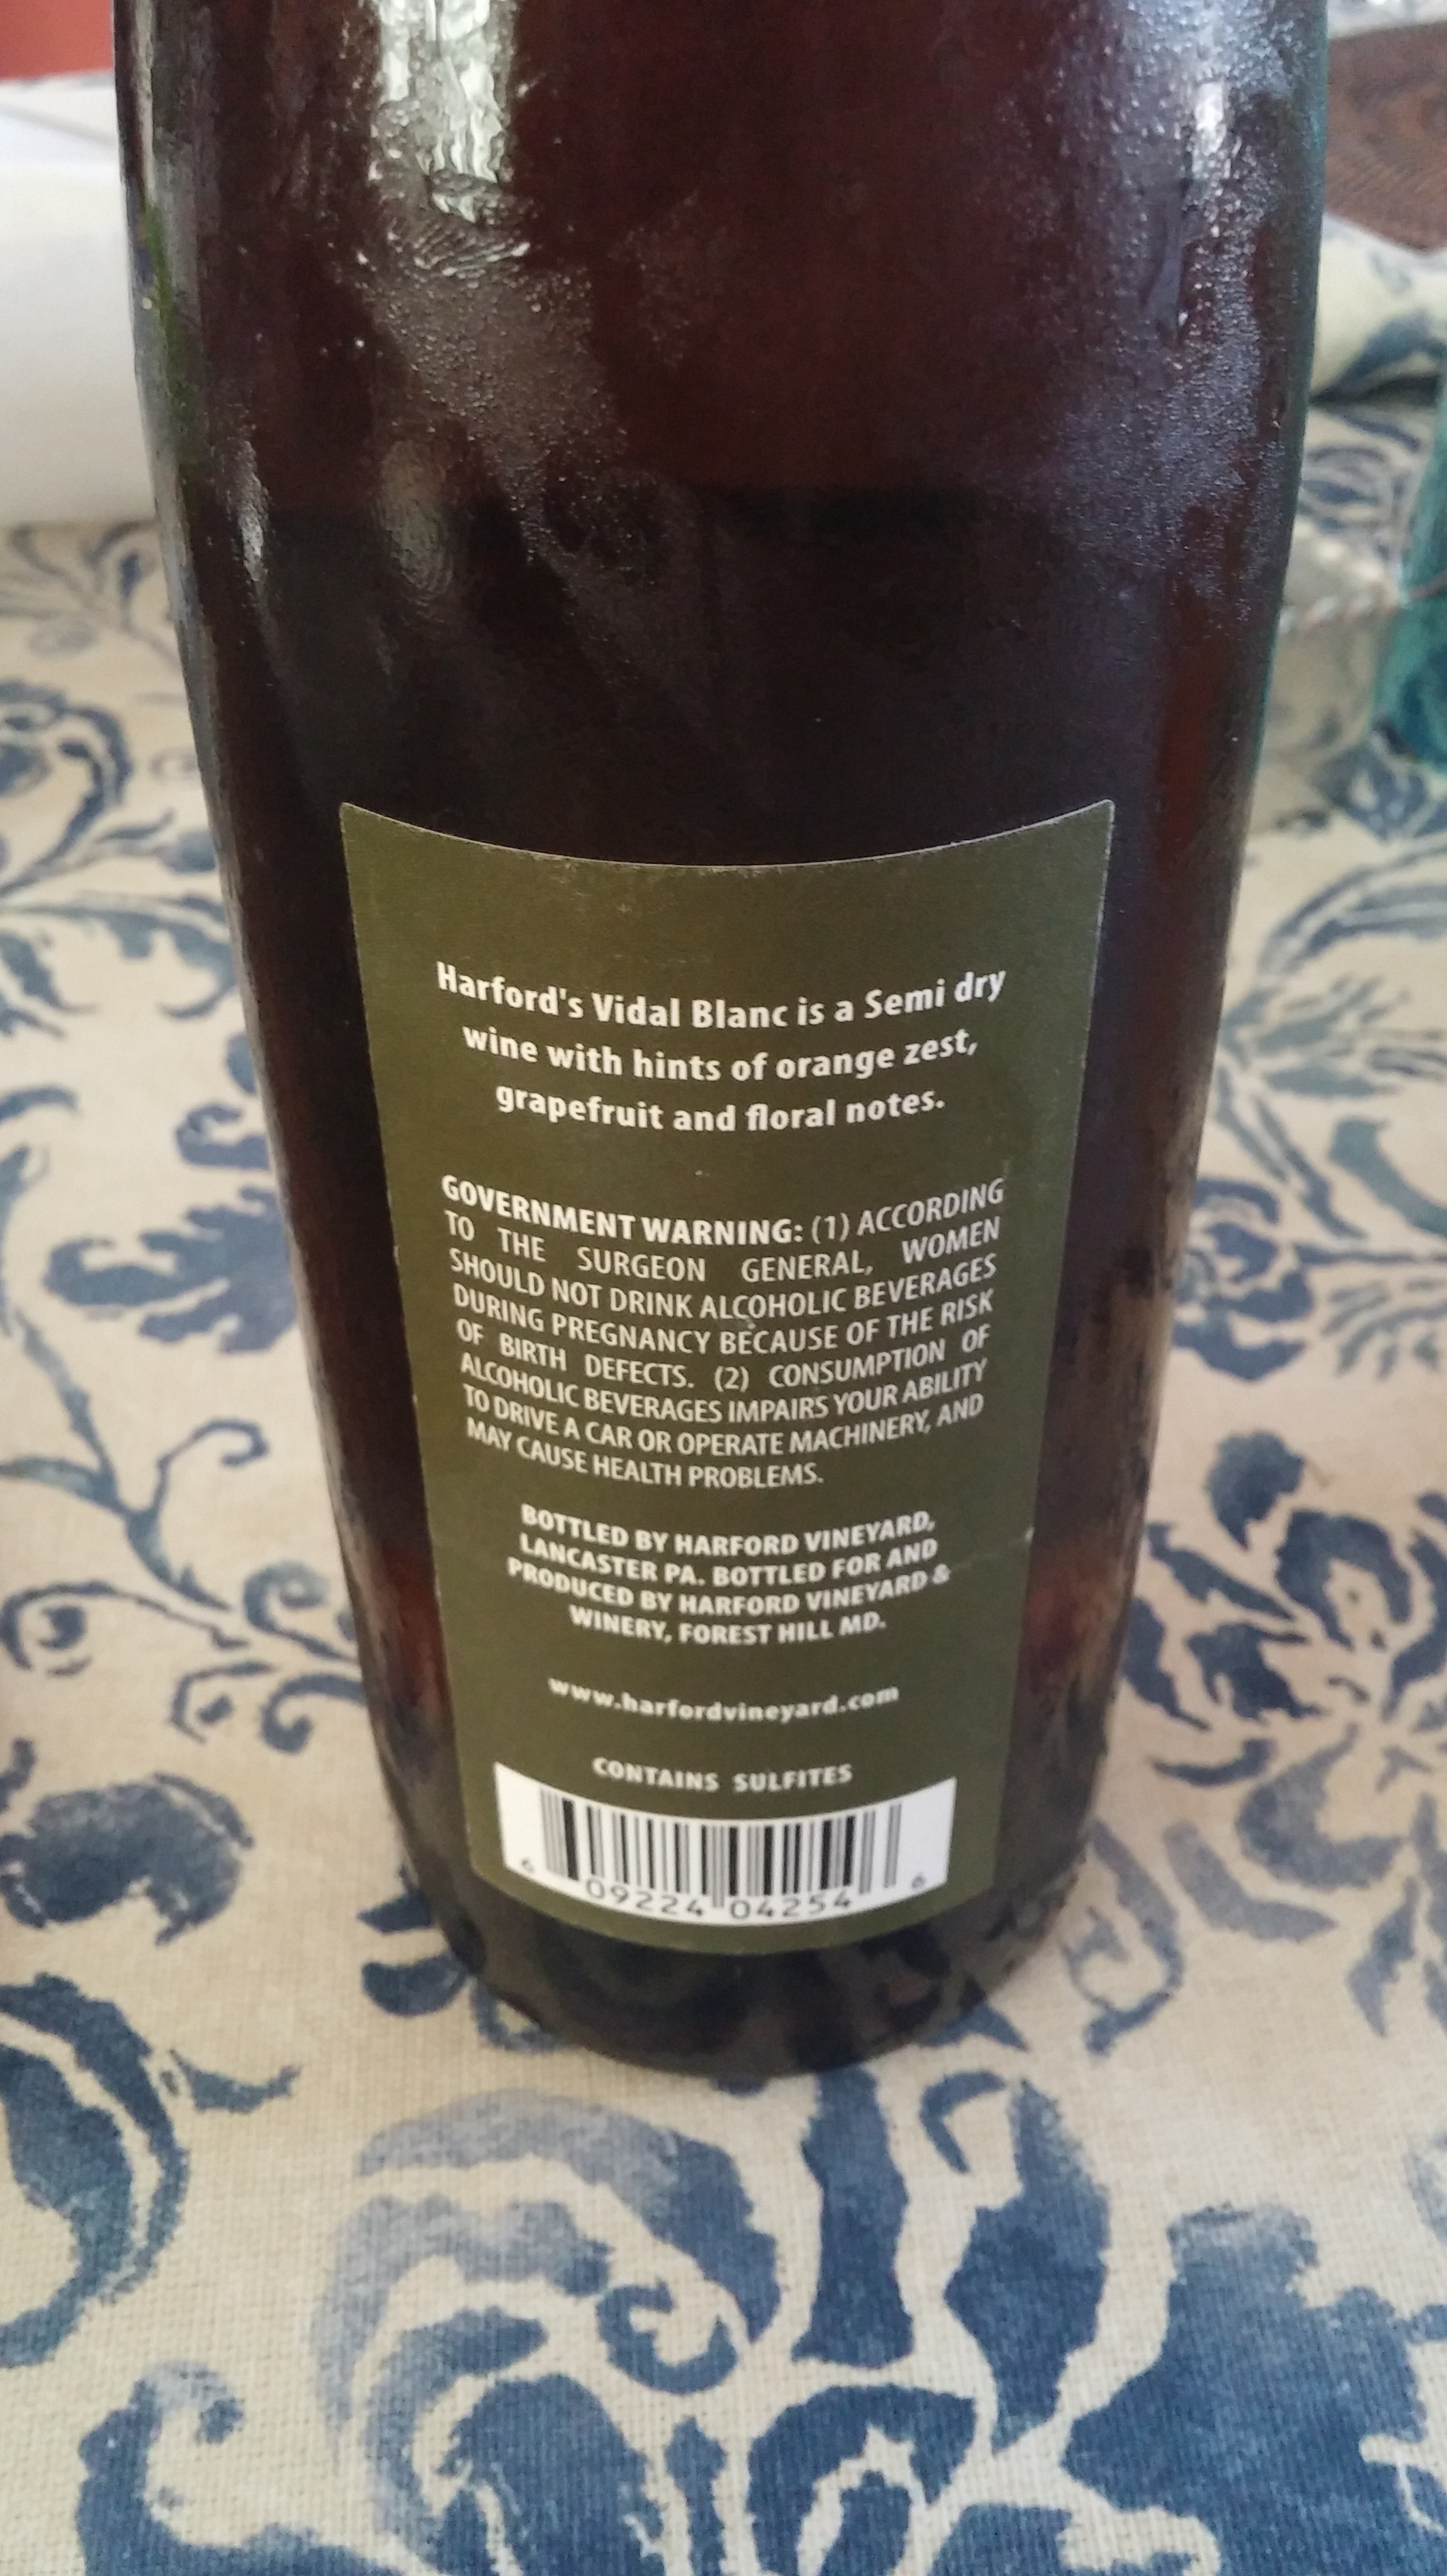 Harford's Vidal Blanc is a Semi dry
wine with hints of orange zest,
grapefruit and floral notes.
GOVERNMENT WARNING: (1) ACCORDING
TO THE SURGEON GENERAL, WOMEN
SHOULD NOT DRINK ALCOHOLIC BEVERAGES
DURING PREGNANCY BECAUSE OF THE RISK
OF BIRTH DEFECTS. (2) CONSUMPTION OF
ALCOHOLIC BEVERAGES IMPAIRS YOUR ABILITY
TO DRIVE A CAR OR OPERATE MACHINERY, AND
MAY CAUSE HEALTH PROBLEMS.
BOTTLED BY HARFORD VINEYARD,
LANCASTER PA. BOTTLED FOR AND
PRODUCED BY HARFORD VINEYARD &
WINERY, FOREST HILL MD.
www.harfordvineyard.com
CONTAINS SULFITES
6 09224 04254 6